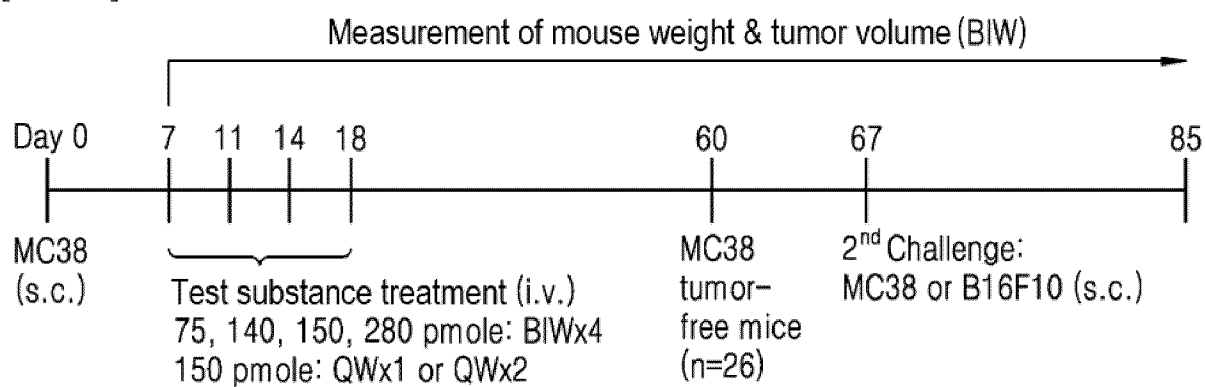 Measurement of mouse weight & tumor volume (BIW)
Day 0 7 11 14 18 60 67 85
MC38
(s.c.)
Test substance treatment (i.v.)
75, 140, 150, 280 pmole: BIWx4
150 pmole: QWx1 or QWx2
MC38
tumor-
free mice
(n=26)
2nd Challenge:
MC38 or B16F10 (s.c.)